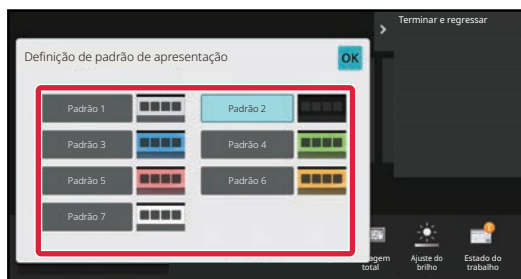 Terminar e regressar
Definição de padrão de apresentação
OK
Padrão 1
Padrão 2
Padrão 3
Padrão 4
Padrão 5
Padrão 6
Padrão 7
agem
total
Ajuste do
brilho
Estado do
trabalho